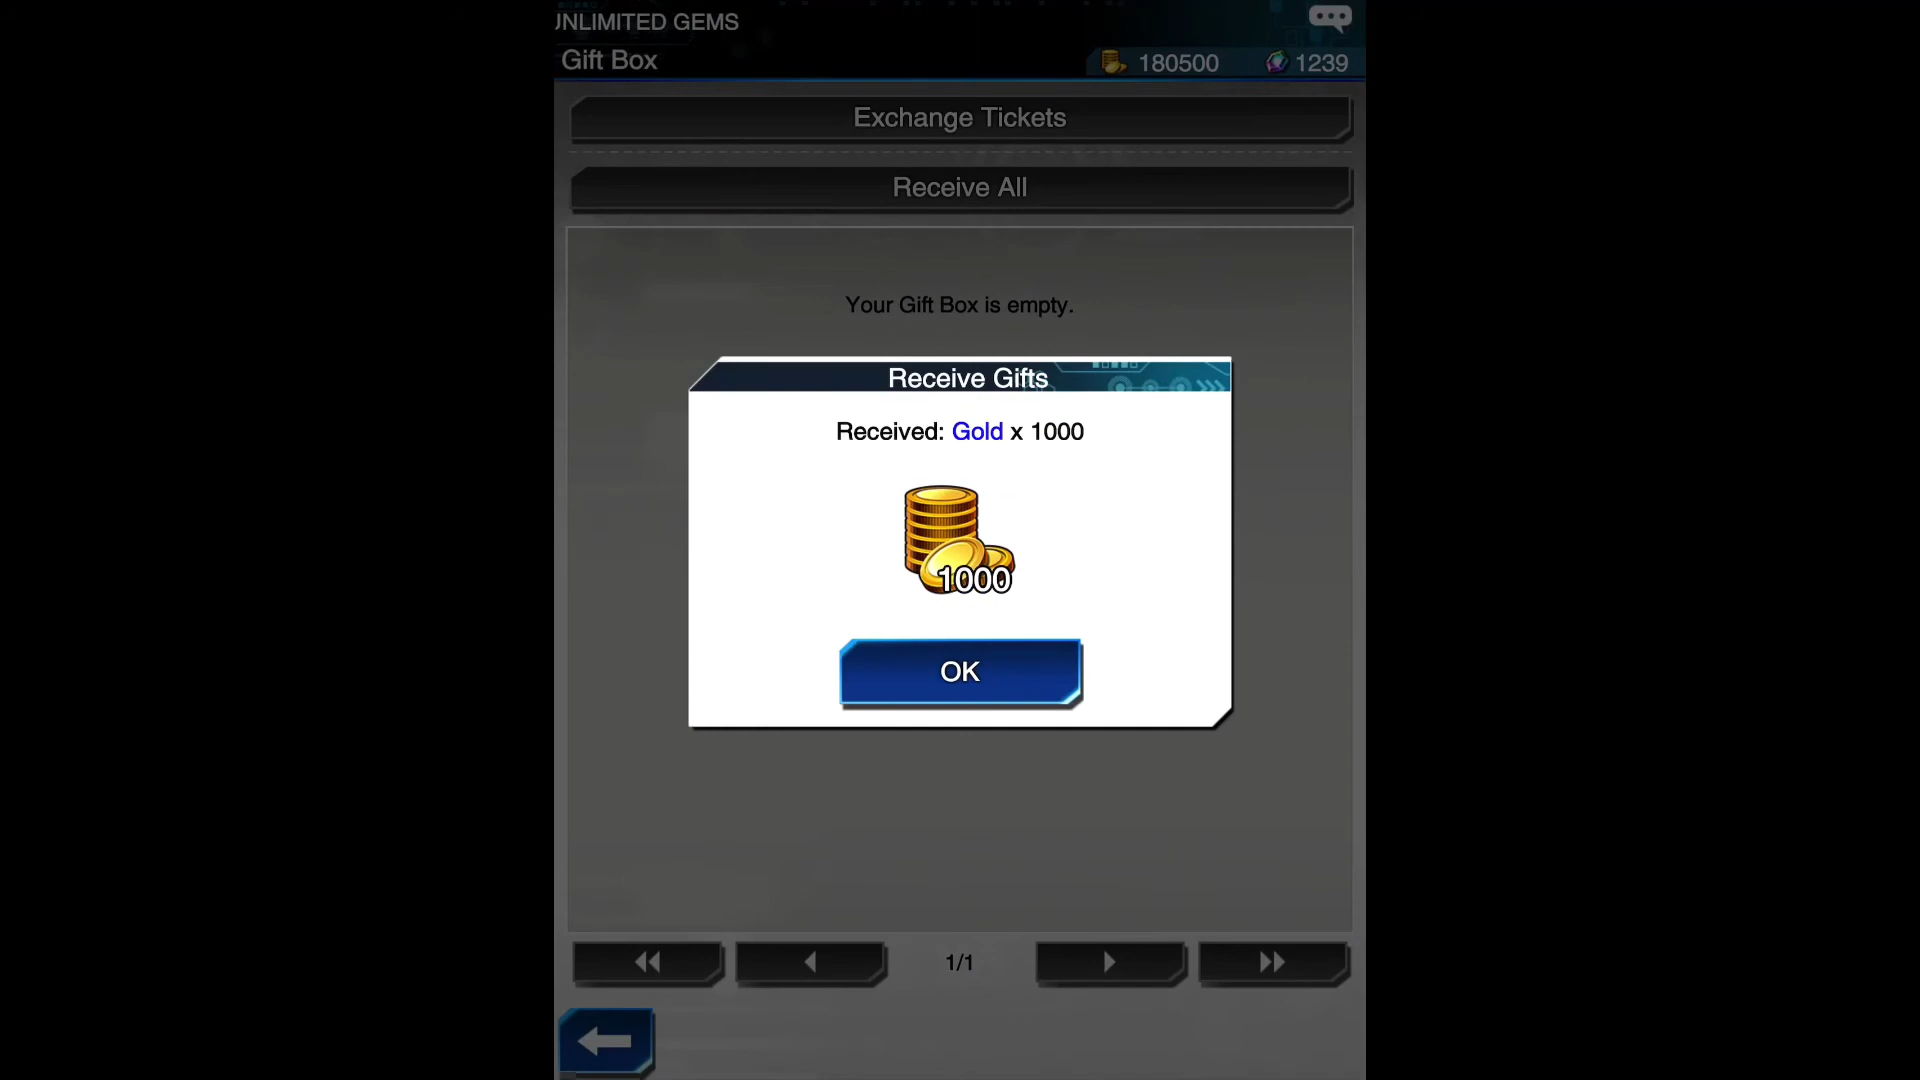 UNLIMITED GEMS
Gift Box
180500
1239
Exchange Tickets
Receive All
Your Gift Box is empty.
Receive Gifts
Received: Gold x 1000
1000
OK
1/1